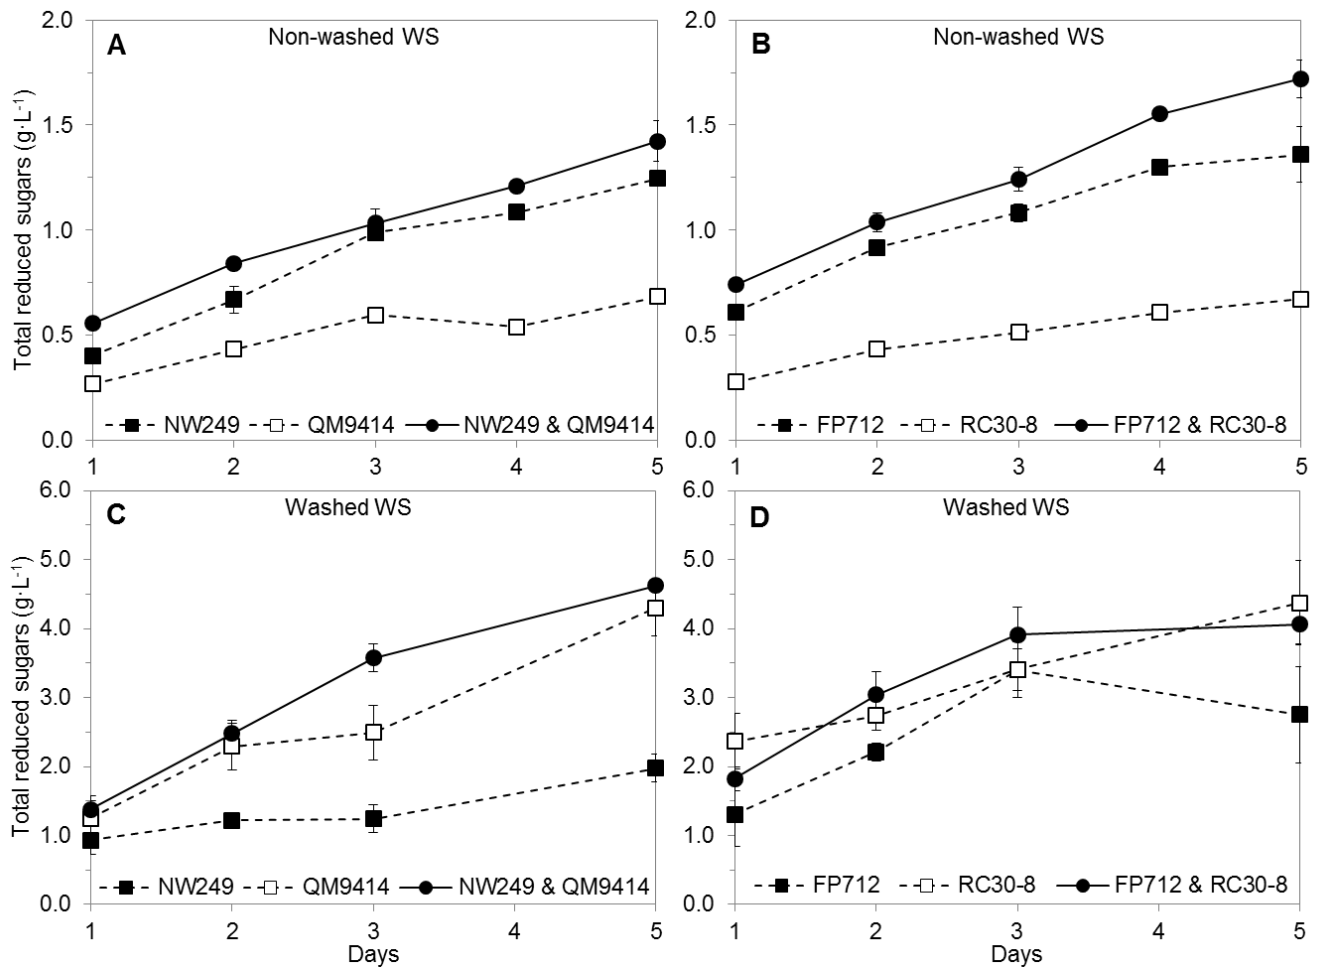 A
Non-washed WS
Total reduced sugars (g·L-1)
2.0
1.5
1.0
0.5
0.0
NW249 QM9414 NW249 & QM9414
1 2 3 4 5
B
Non-washed WS
2.0
1.5
1.0
0.5
0.0
FP712 RC30-8 FP712 & RC30-8
1 2 3 4 5
C
Washed WS
Total reduced sugars (g·L-1)
6.0
5.0
4.0
3.0
2.0
1.0
0.0
NW249 QM9414 NW249 & QM9414
1 2 3 4 5
Days
D
Washed WS
6.0
5.0
4.0
3.0
2.0
1.0
0.0
FP712 RC30-8 FP712 & RC30-8
1 2 3 4 5
Days